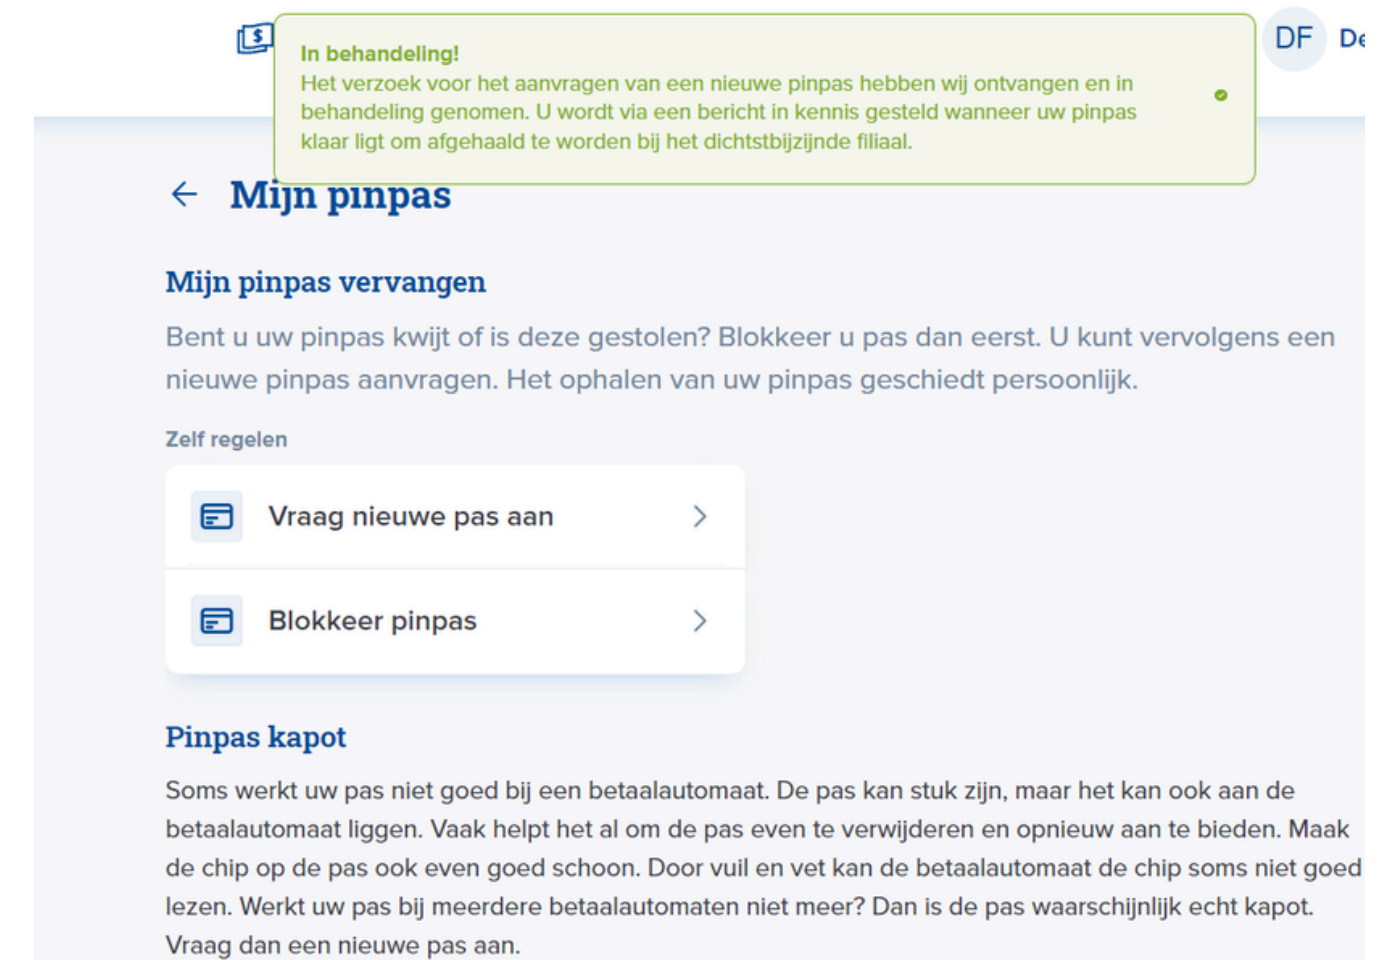 In behandeling!
Het verzoek voor het aanvragen van een nieuwe pinpas hebben wij ontvangen en in
behandeling genomen. U wordt via een bericht in kennis gesteld wanneer uw pinpas
klaar ligt om afgehaald te worden bij het dichtstbijzijnde filiaal.
$
DF De
Mijn pinpas
Mijn pinpas vervangen
Bent u uw pinpas kwijt of is deze gestolen? Blokkeer u pas dan eerst. U kunt vervolgens een
nieuwe pinpas aanvragen. Het ophalen van uw pinpas geschiedt persoonlijk.
Zelf regelen
Vraag nieuwe pas aan
Blokkeer pinpas
Pinpas kapot
Soms werkt uw pas niet goed bij een betaalautomaat. De pas kan stuk zijn, maar het kan ook aan de
betaalautomaat liggen. Vaak helpt het al om de pas even te verwijderen en opnieuw aan te bieden. Maak
de chip op de pas ook even goed schoon. Door vuil en vet kan de betaalautomaat de chip soms niet goed
lezen. Werkt uw pas bij meerdere betaalautomaten niet meer? Dan is de pas waarschijnlijk echt kapot.
Vraag dan een nieuwe pas aan.